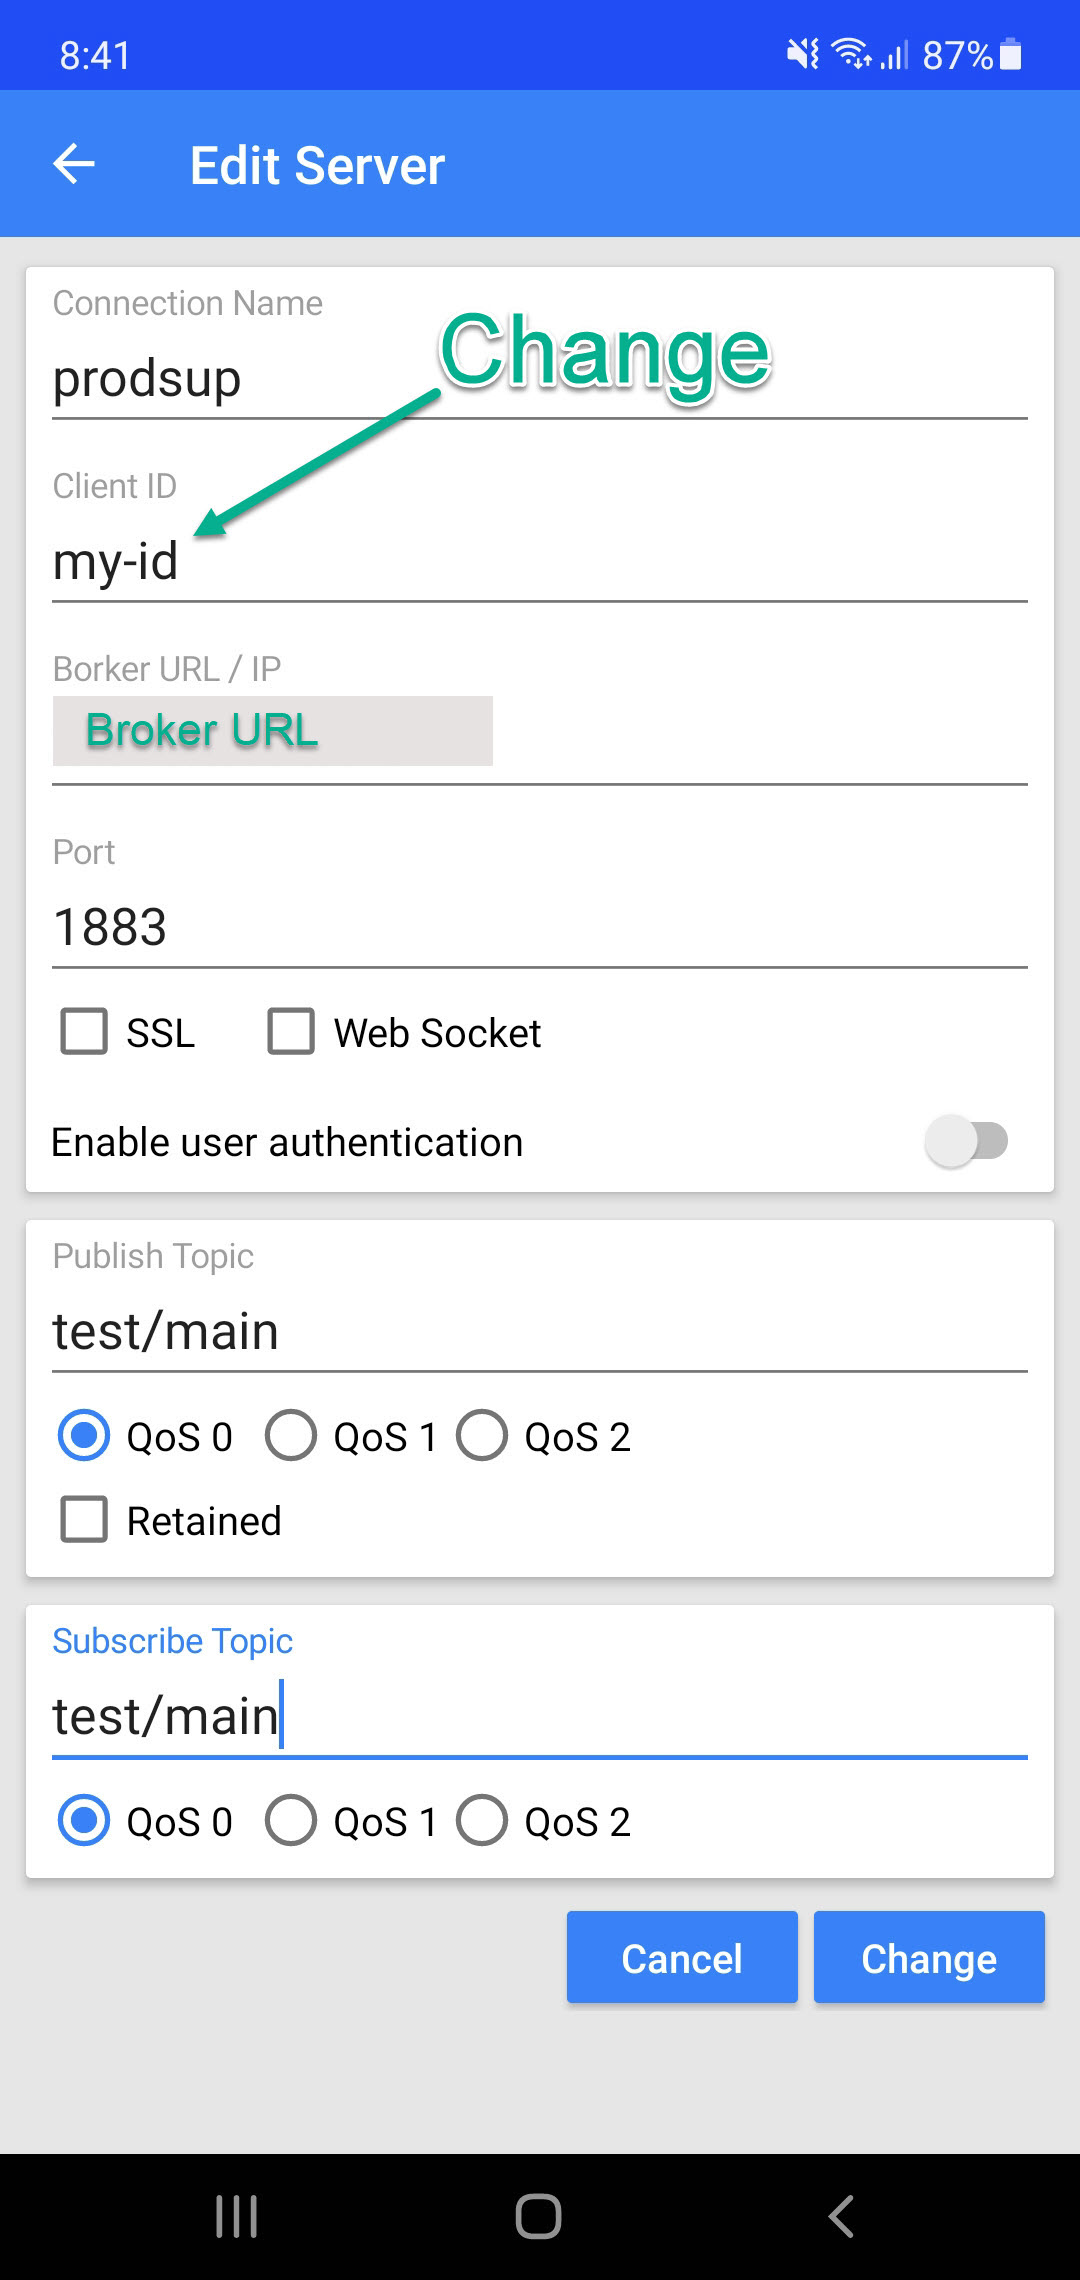 8:41 87%
Edit Server
Connection Name
Change
prodsup
Client ID
my-id
Borker URL / IP
Broker URL
Port
1883
SSL Web Socket
Enable user authentication
Publish Topic
test/main
QoS 0 QoS 1 QoS 2
Retained
Subscribe Topic
test/main
QoS 0 QoS 1 QoS 2
Cancel Change